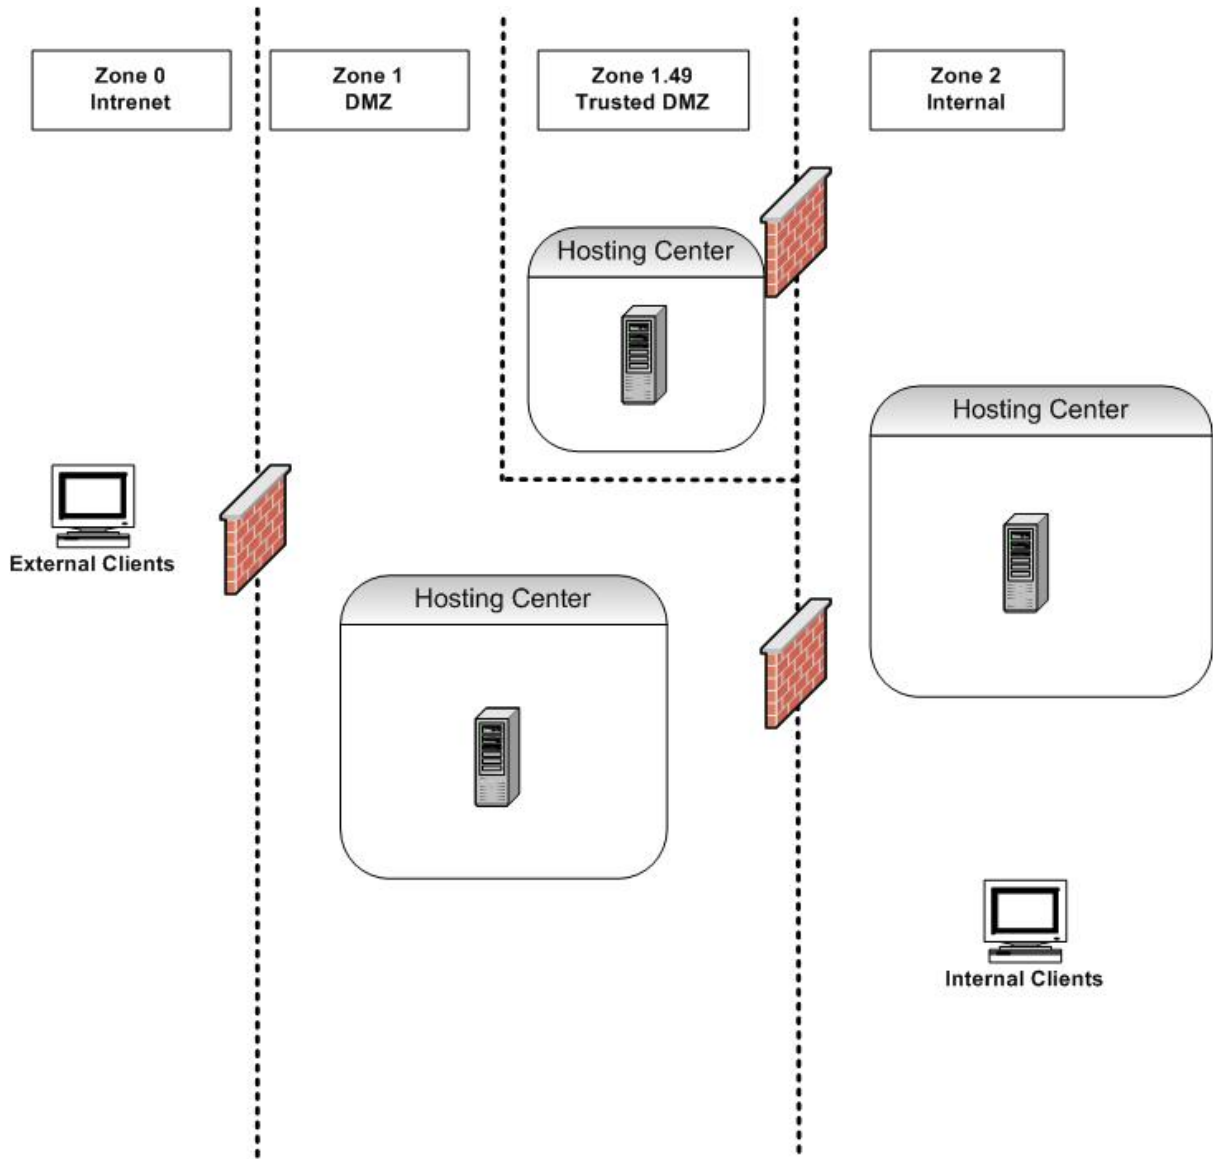 Zone 0
Intrenet
Zone 1
DMZ
Zone 1.49
Trusted DMZ
Zone 2
Internal
Hosting Center
Hosting Center
External Clients
Hosting Center
Internal Clients